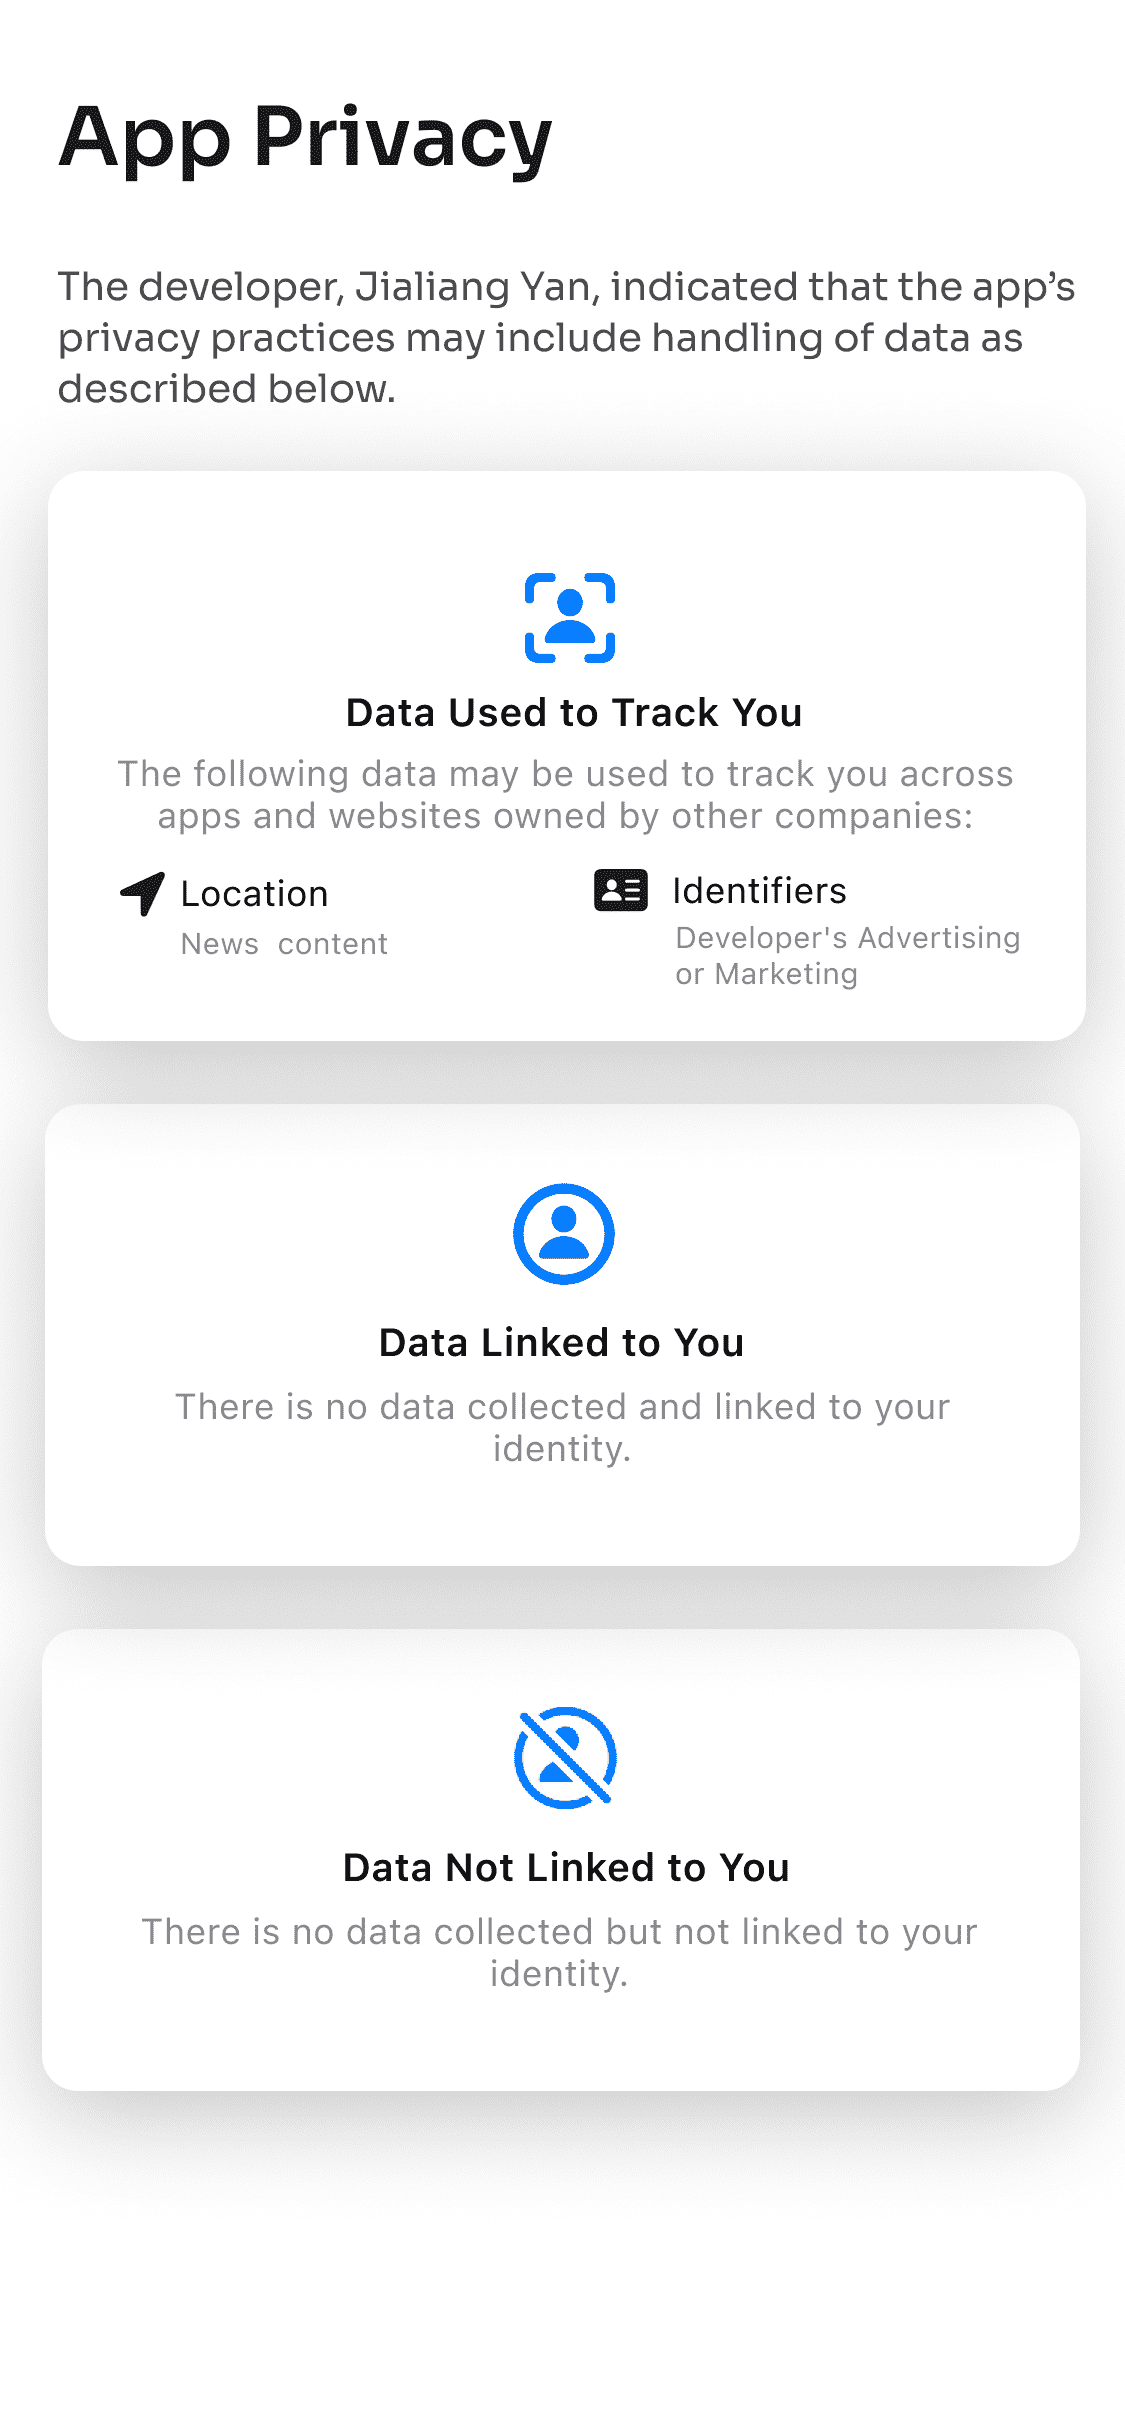 App Privacy
The developer, Jialiang Yan, indicated that the app’s
privacy practices may include handling of data as
described below.
Data Used to Track You
The following data may be used to track you across
apps and websites owned by other companies:
Location
News content
Identifiers
Developer's Advertising
or Marketing
Data Linked to You
There is no data collected and linked to your
identity.
Data Not Linked to You
There is no data collected but not linked to your
identity.